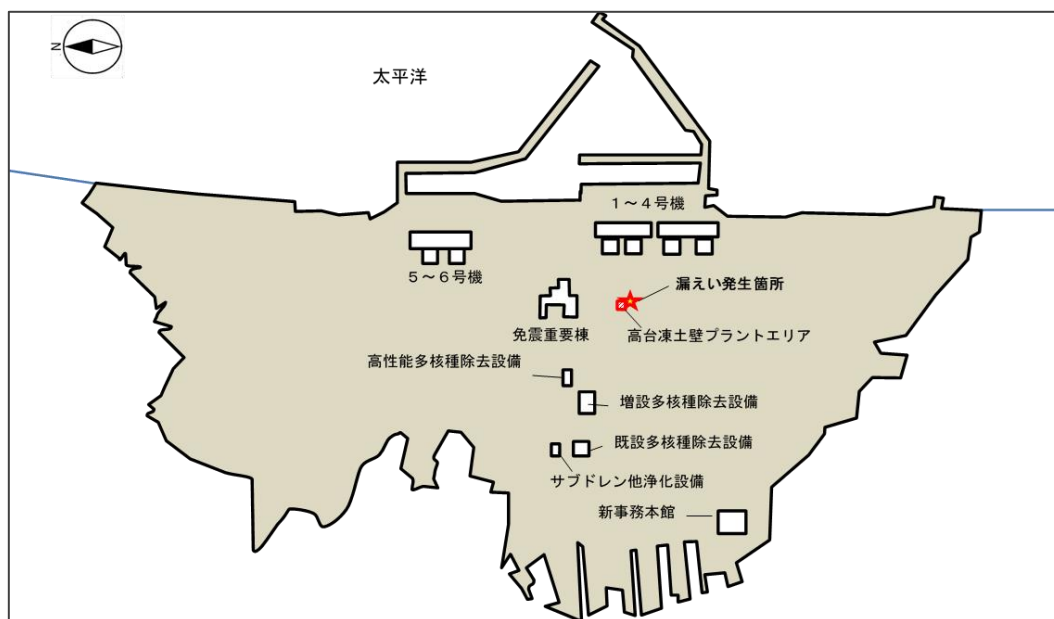 N
太平洋
１～４号機
５～６号機
漏えい発生箇所
免震重要棟
高台凍土壁プラントエリア
高性能多核種除去設備
増設多核種除去設備
既設多核種除去設備
サブドレン他浄化設備
新事務本館